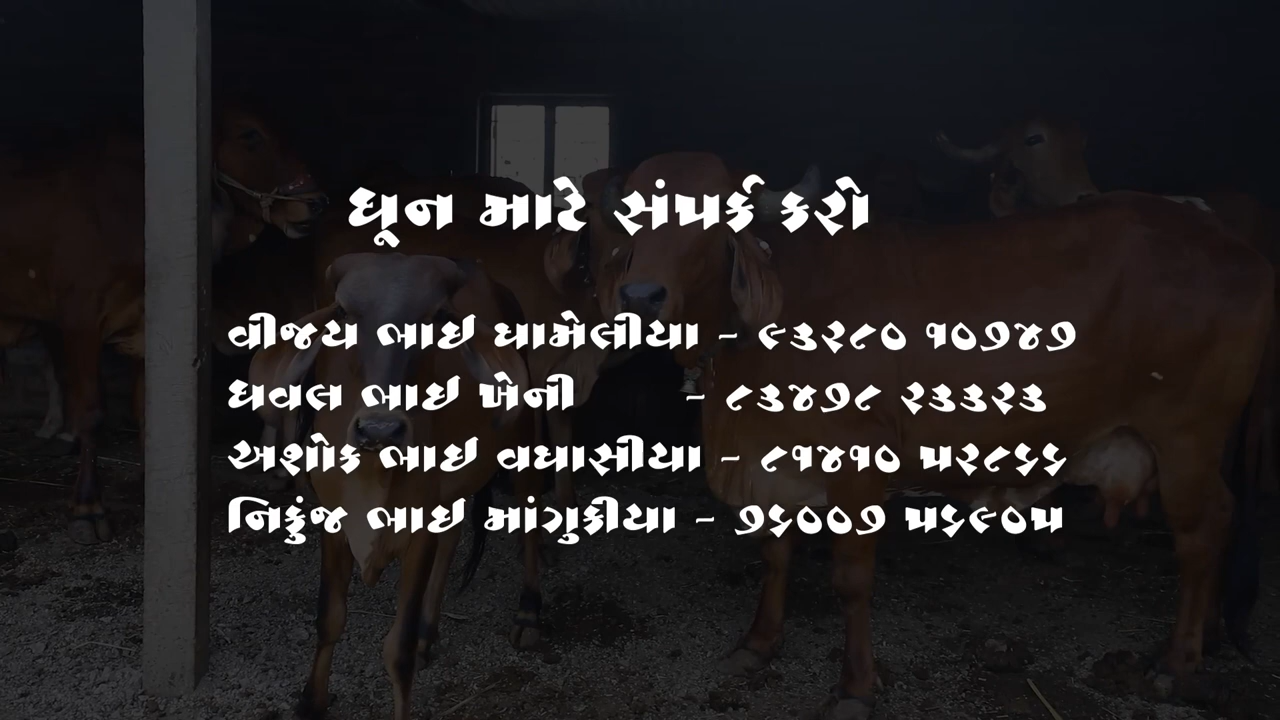 ધૂન માટે સંપર્ક કરો
વીજય ભાઈ ધામેલીયા - ૯૩૨૮૦ ૧૦૭૪૭
ધવલ ભાઈ ખેની - ૮૩૪૭૮ ૨૩૩૨૩
અશોક ભાઈ વઘાસીયા - ૮૧૪૧૦ ૫૨૮૬૬
નિકુંજ ભાઈ માંગુકીયા - ૭૬૦૦૭ ૫૬૯૦૫